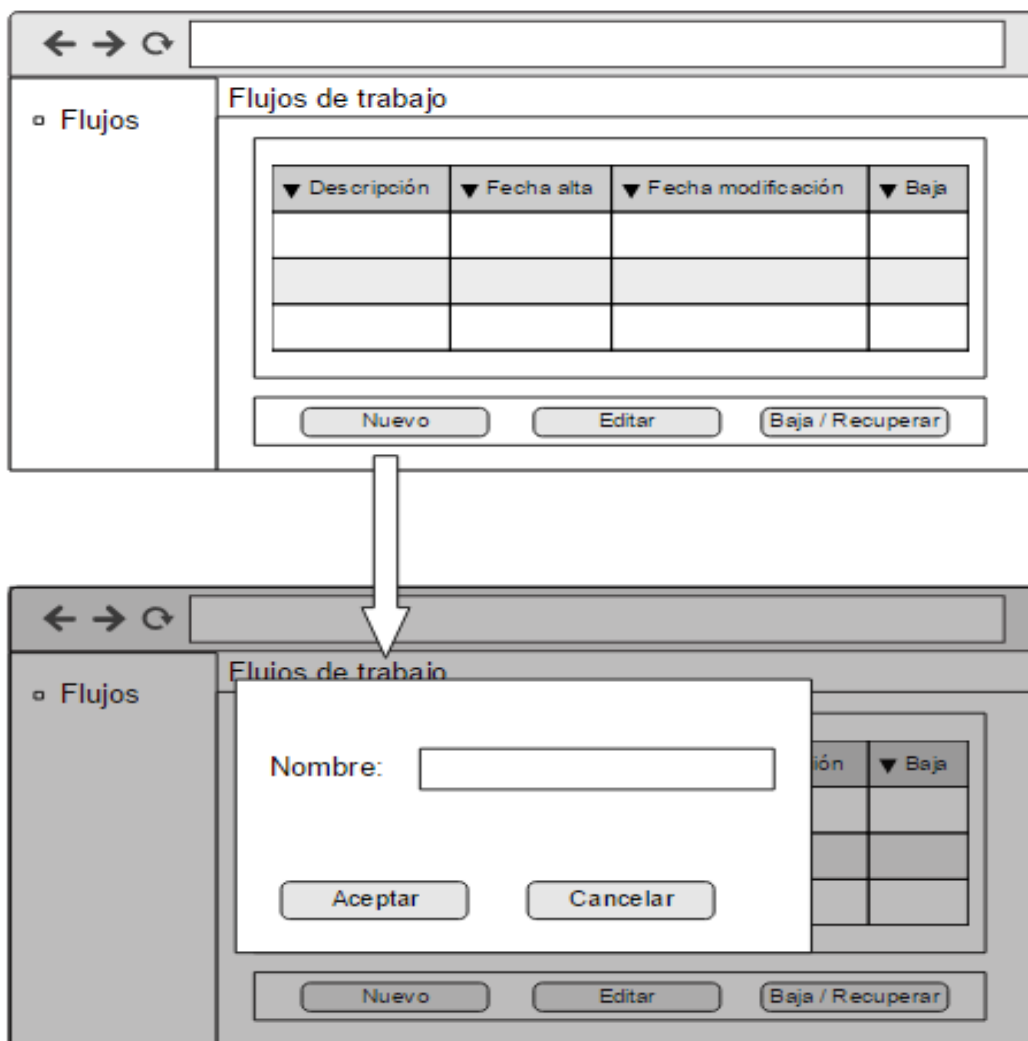 Flujos de trabajo
Flujos
Descripción Fecha alta Fecha modificación Baja
Nuevo Editar Baja / Recuperar
Flujos de trabajo
Flujos
Nombre:
ión Baja
Aceptar Cancelar
Nuevo Editar Baja / Recuperar